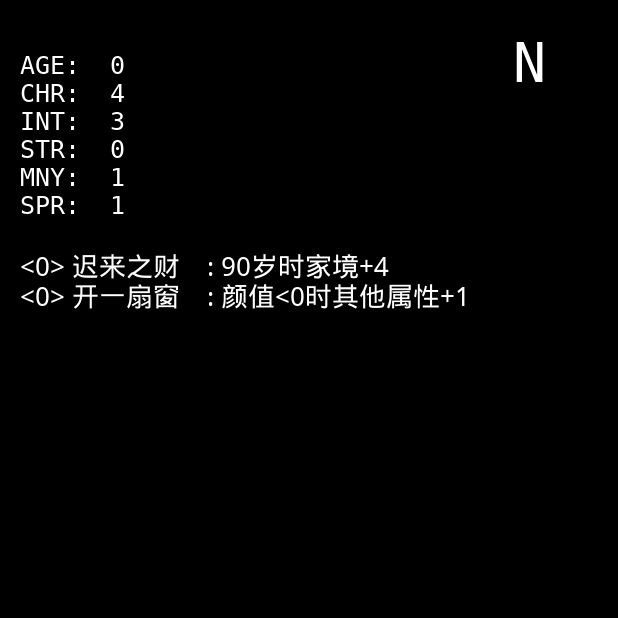 N
AGE: 0
CHR: 4
INT: 3
STR: 0
MNY: 1
SPR: 1
<0> 迟来之财 : 90岁时家境+4
<0> 开一扇窗 : 颜值<0时其他属性+1